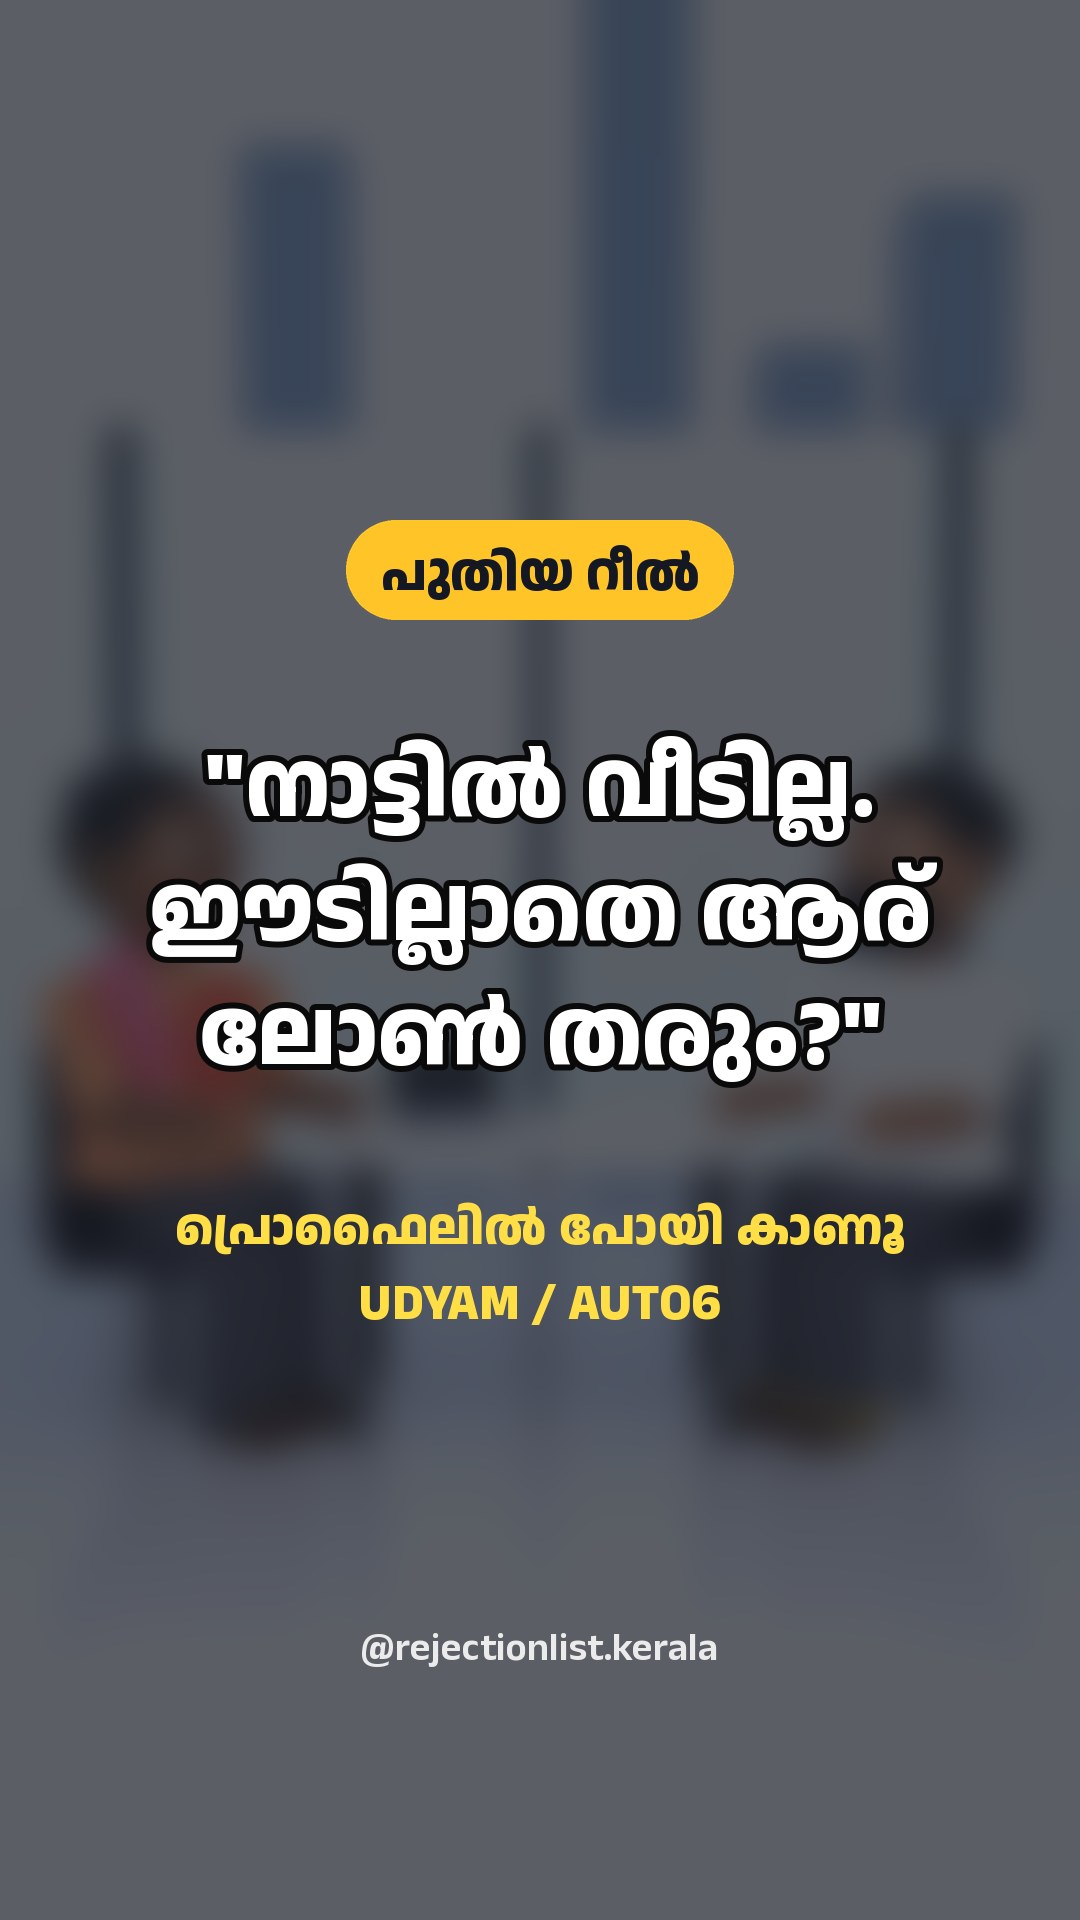 പുതിയ റീൽ
"നാട്ടിൽ വീടില്ല.
ഈടില്ലാതെ ആര്
ലോൺ തരും?"
പ്രൊഫൈലിൽ പോയി കാണൂ
UDYAM / AUTO6
@rejectionlist.kerala